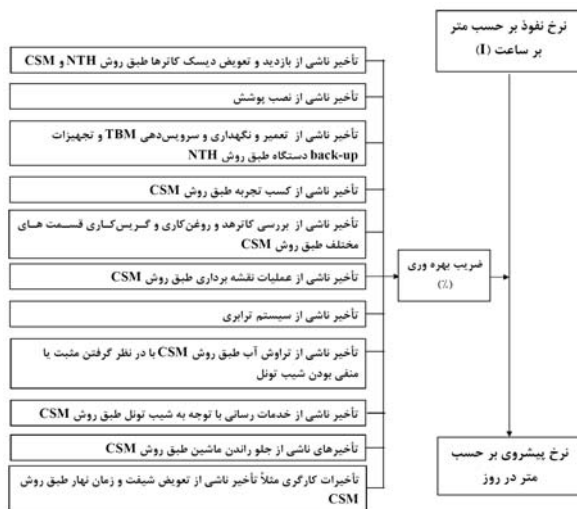 نرخ نفوذ بر حسب متر
بر ساعت (I)
تأخیر ناشی از بازدید و تعویض دیسک کاترها طبق روش NTH و CSM
تأخیر ناشی از نصب پوشش
تأخیر ناشی از تعمیر و نگهداری و سرویس‌دهی TBM و تجهیزات
back-up دستگاه طبق روش NTH
تأخیر ناشی از کسب تجربه طبق روش CSM
تأخیر ناشی از بررسی کاترهد و روغن‌کاری و گریس‌کاری قسمت های
مختلف طبق روش CSM
تأخیر ناشی از عملیات نقشه برداری طبق روش CSM
تأخیر ناشی از سیستم ترابری
تأخیر ناشی از تراوش آب طبق روش CSM با در نظر گرفتن مثبت یا
منفی بودن شیب تونل
تأخیر ناشی از خدمات رسانی با توجه به شیب تونل طبق روش CSM
تأخیرهای ناشی از جلو راندن ماشین طبق روش CSM
تأخیرات کارگری مثلاً تأخیر ناشی از تعویض شیفت و زمان نهار طبق روش
CSM
ضریب بهره وری
(٪)
نرخ پیشروی بر حسب
متر در روز